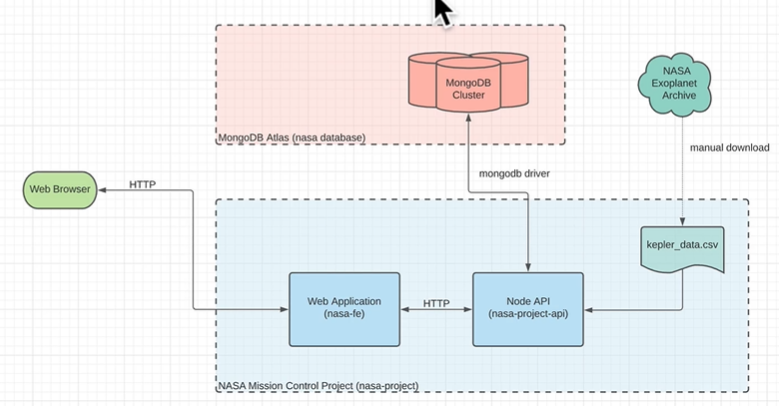 MongoDB
Cluster
MongoDB Atlas (nasa database)
NASA
Exoplanet
Archive
manual download
mongodb driver
Web Browser
HTTP
kepler_data.csv
Web Application
(nasa-fe)
HTTP
Node API
(nasa-project-api)
NASA Mission Control Project (nasa-project)